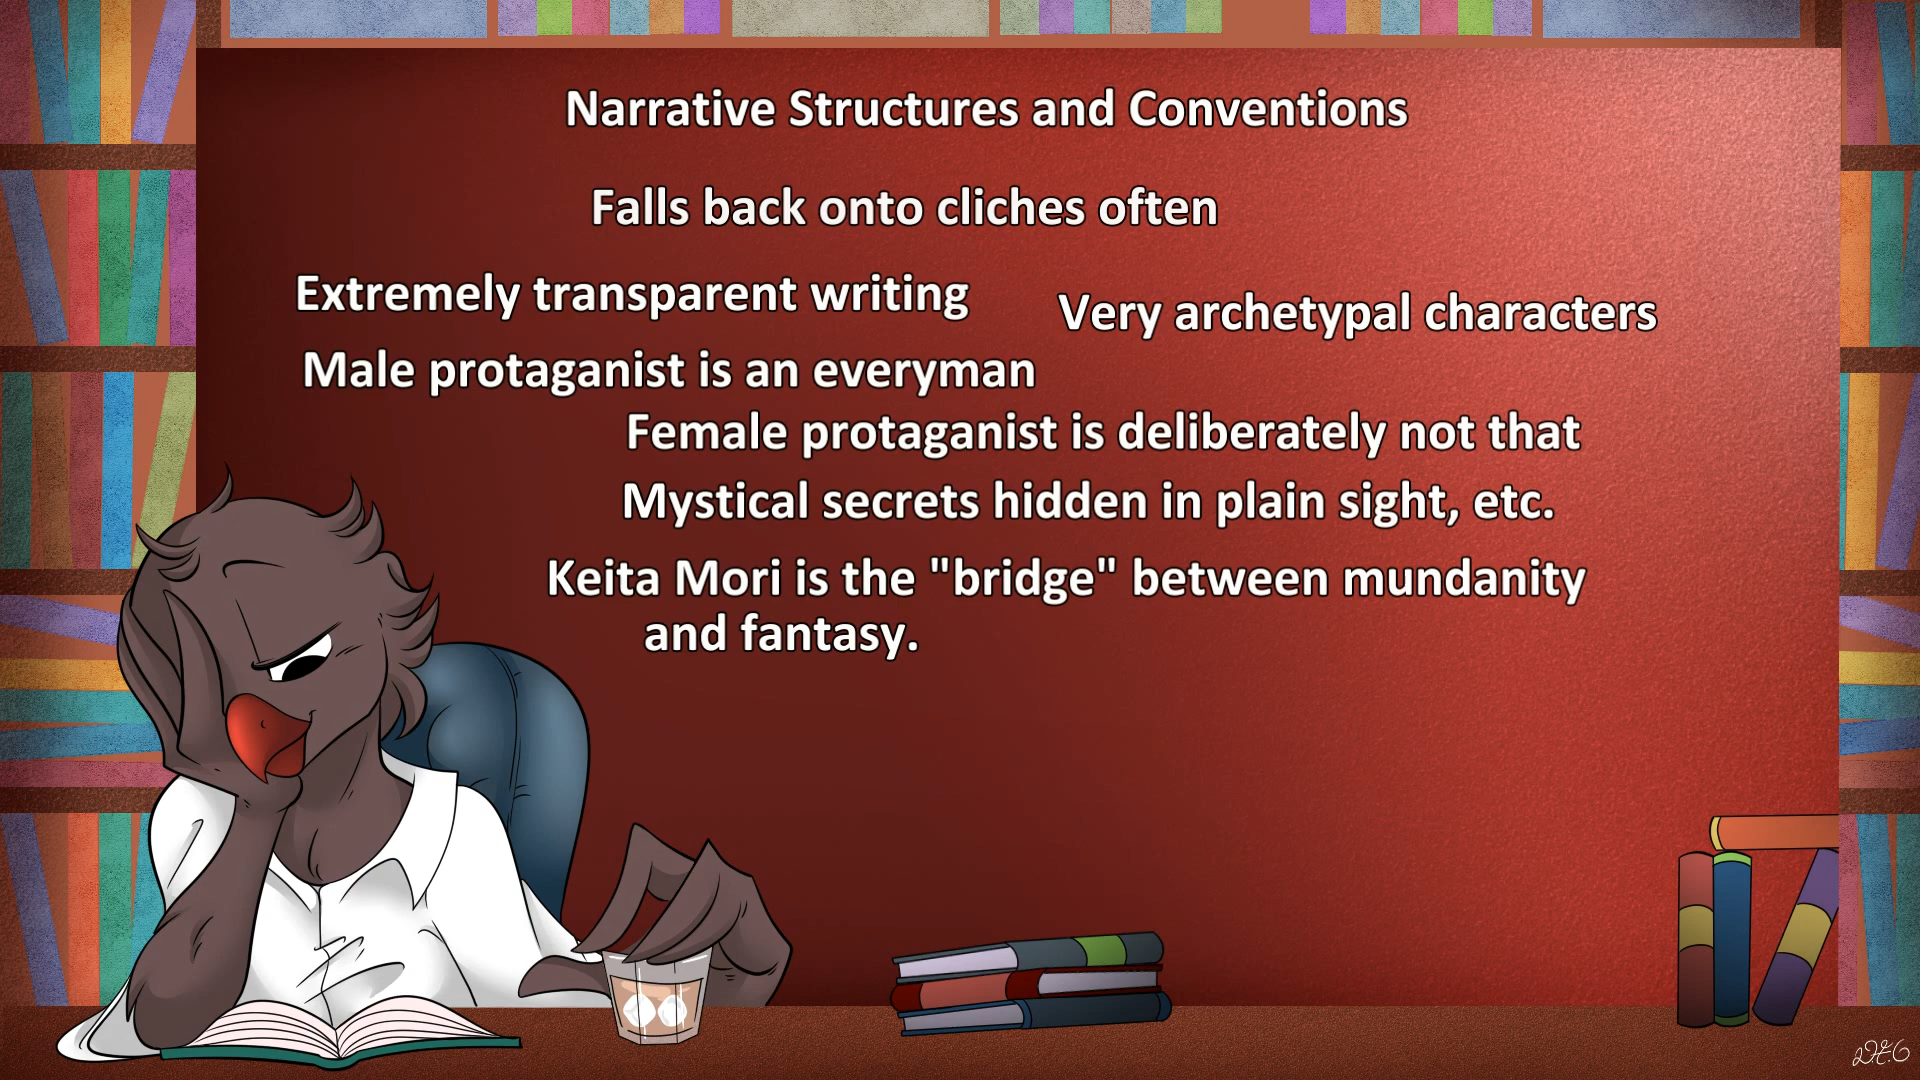 Narrative Structures and Conventions
Falls back onto cliches often
Extremely transparent writing
Very archetypal characters
Male protaganist is an everyman
Female protaganist is deliberately not that
Mystical secrets hidden in plain sight, etc.
Keita Mori is the "bridge" between mundanity
and fantasy.